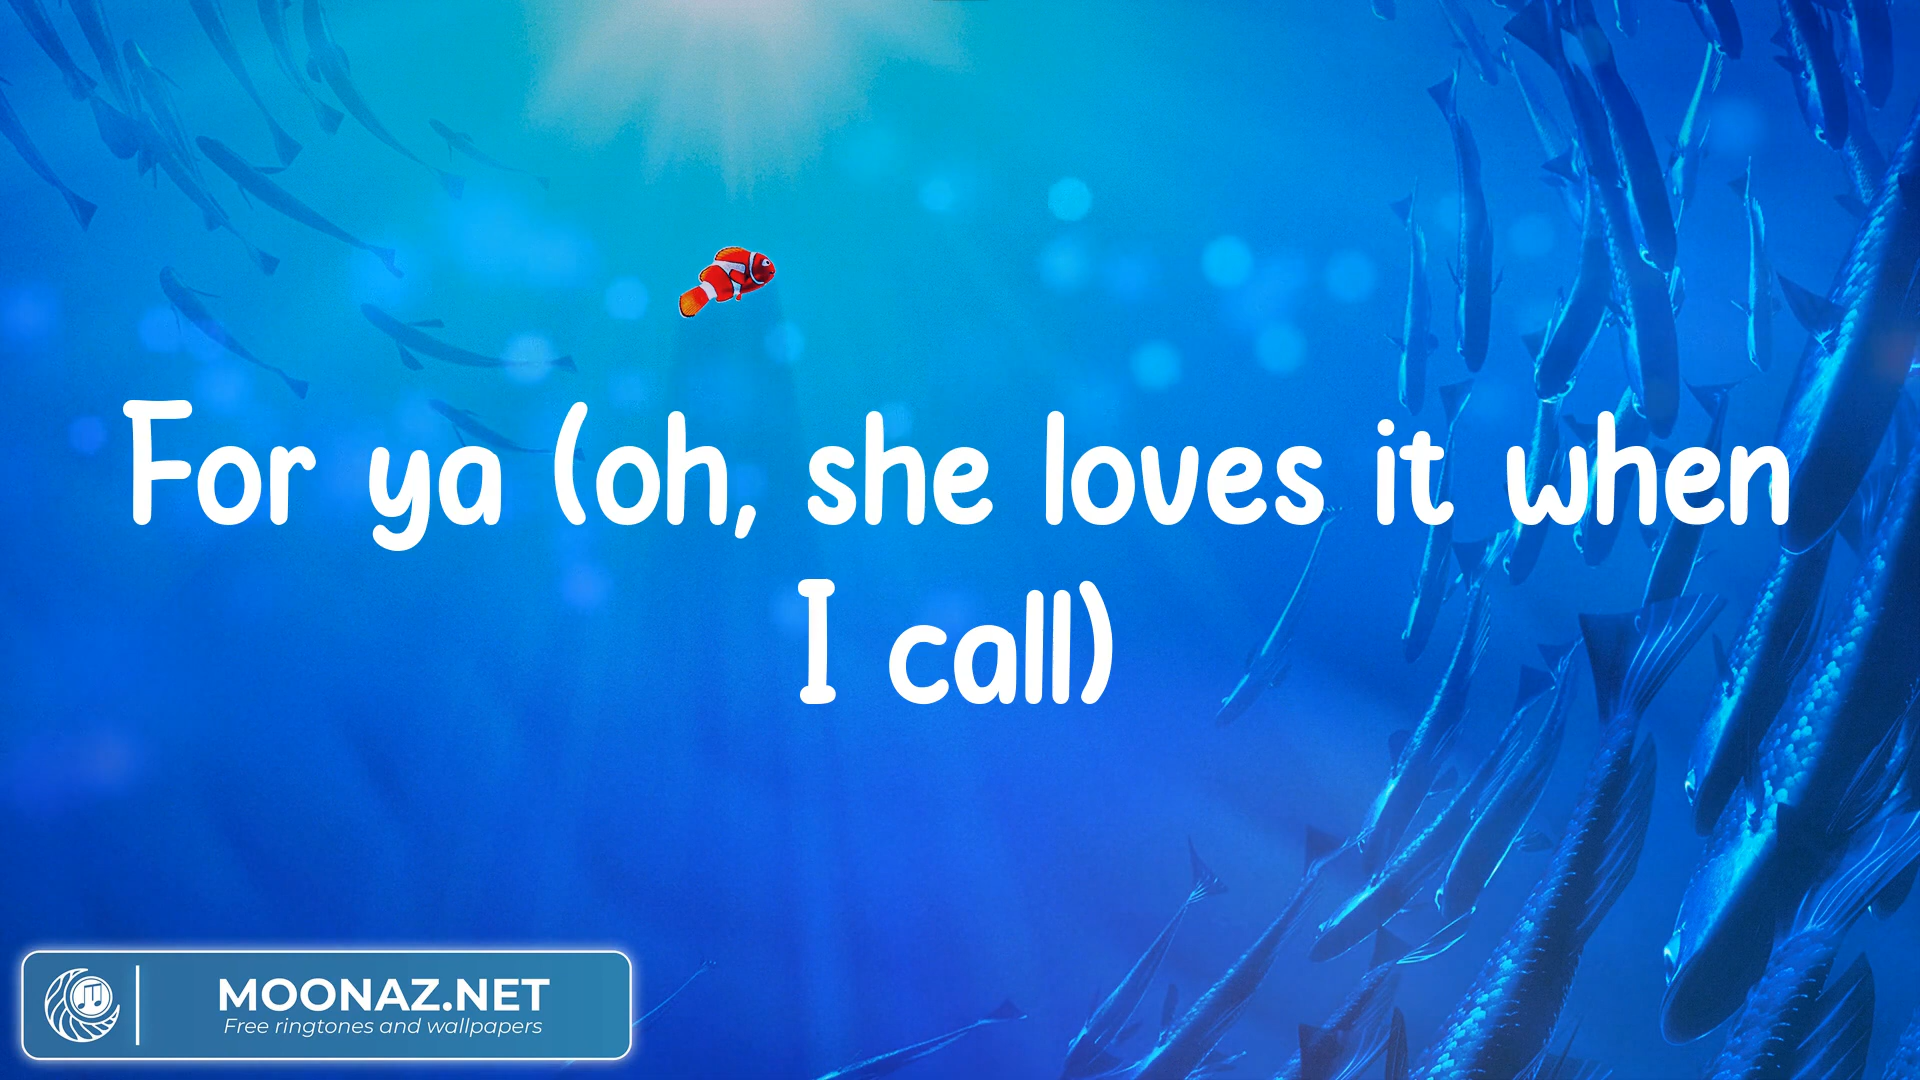 For ya (oh, she loves it when
I call)
MOONAZ.NET
Free ringtones and wallpapers